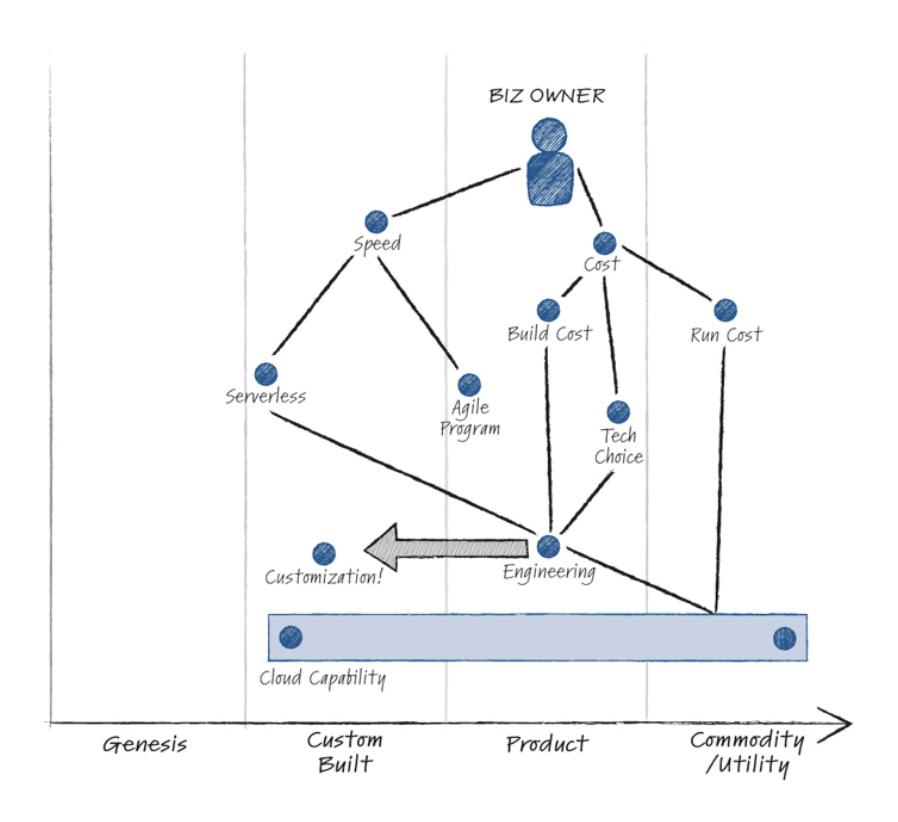 BIZ OWNER
Speed
Cost
Build Cost
Run Cost
Serverless
Agile
Program
Tech
Choice
Customization!
Engineering
Cloud Capability
Genesis
Custom
Built
Product
Commodity
/Utility